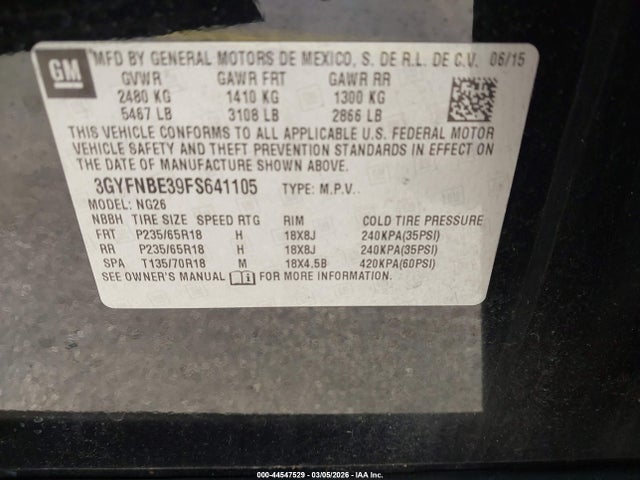 GM
MFD BY GENERAL MOTORS DE MEXICO, S. DE R.L. DE C.V. 06/15
GVWR GAWR FRT GAWR RR
2480 KG 1410 KG 1300 KG
5467 LB 3108 LB 2866 LB
THIS VEHICLE CONFORMS TO ALL APPLICABLE U.S. FEDERAL MOTOR
VEHICLE SAFETY AND THEFT PREVENTION STANDARDS IN EFFECT ON
THE DATE OF MANUFACTURE SHOWN ABOVE.
3GYFNBE39FS641105 TYPE: M.P.V.
MODEL: NG26
NBBH TIRE SIZE SPEED RTG RIM COLD TIRE PRESSURE
FRT P235/65R18 H 18X8J 240KPA(35PSI)
RR P235/65R18 H 18X8J 240KPA(35PSI)
SPA T135/70R18 M 18X4.5B 420KPA(60PSI)
SEE OWNER'S MANUAL FOR MORE INFORMATION.
000-44547529 - 03/05/2026 - IAA Inc.